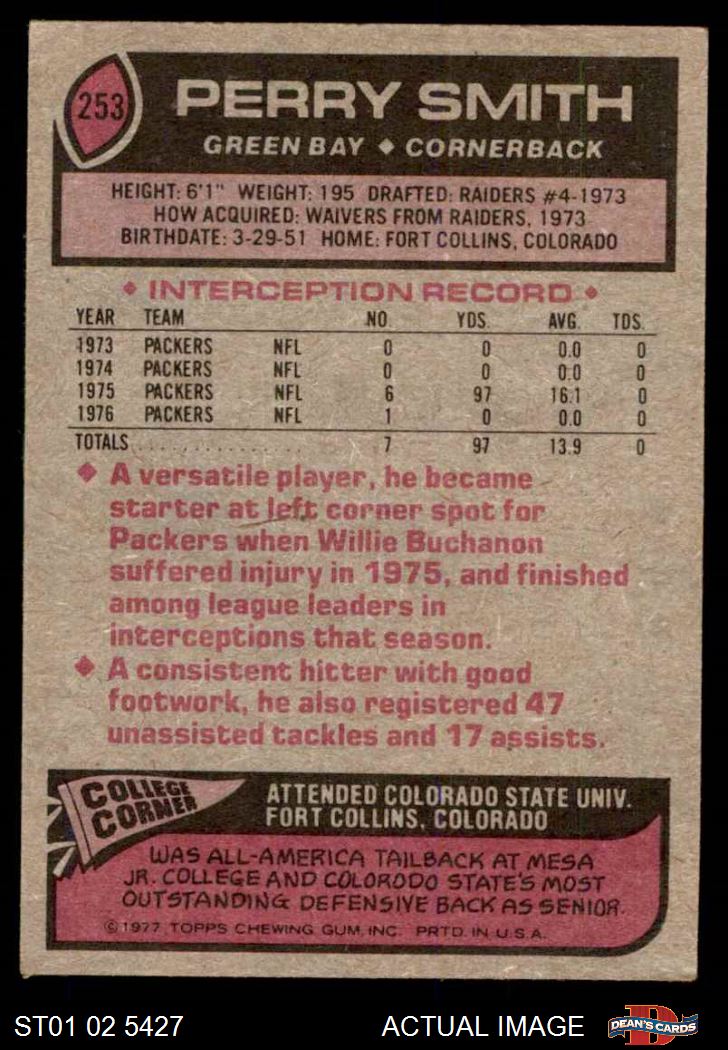 253
PERRY SMITH
GREEN BAY ◆ CORNERBACK
HEIGHT: 6'1" WEIGHT: 195 DRAFTED: RAIDERS #4-1973
HOW ACQUIRED: WAIVERS FROM RAIDERS, 1973
BIRTHDATE: 3-29-51 HOME: FORT COLLINS, COLORADO
◆ INTERCEPTION RECORD ◆
YEAR TEAM NO. YDS. AVG. TDS.
1973 PACKERS NFL 0 0 0.0 0
1974 PACKERS NFL 0 0 0.0 0
1975 PACKERS NFL 6 97 16.1 0
1976 PACKERS NFL 1 0 0.0 0
TOTALS . . . . . . . . . . . . . . . 7 97 13.9 0
◆ A versatile player, he became
starter at left corner spot for
Packers when Willie Buchanon
suffered injury in 1975, and finished
among league leaders in
interceptions that season.
◆ A consistent hitter with good
footwork, he also registered 47
unassisted tackles and 17 assists.
COLLEGE
CORNER
ATTENDED COLORADO STATE UNIV.
FORT COLLINS, COLORADO
WAS ALL-AMERICA TAILBACK AT MESA
JR. COLLEGE AND COLORODO STATE'S MOST
OUTSTANDING DEFENSIVE BACK AS SENIOR.
© 1977 TOPPS CHEWING GUM, INC. PRTD. IN U.S.A.
ST01 02 5427
ACTUAL IMAGE
D
DEAN'S CARDS